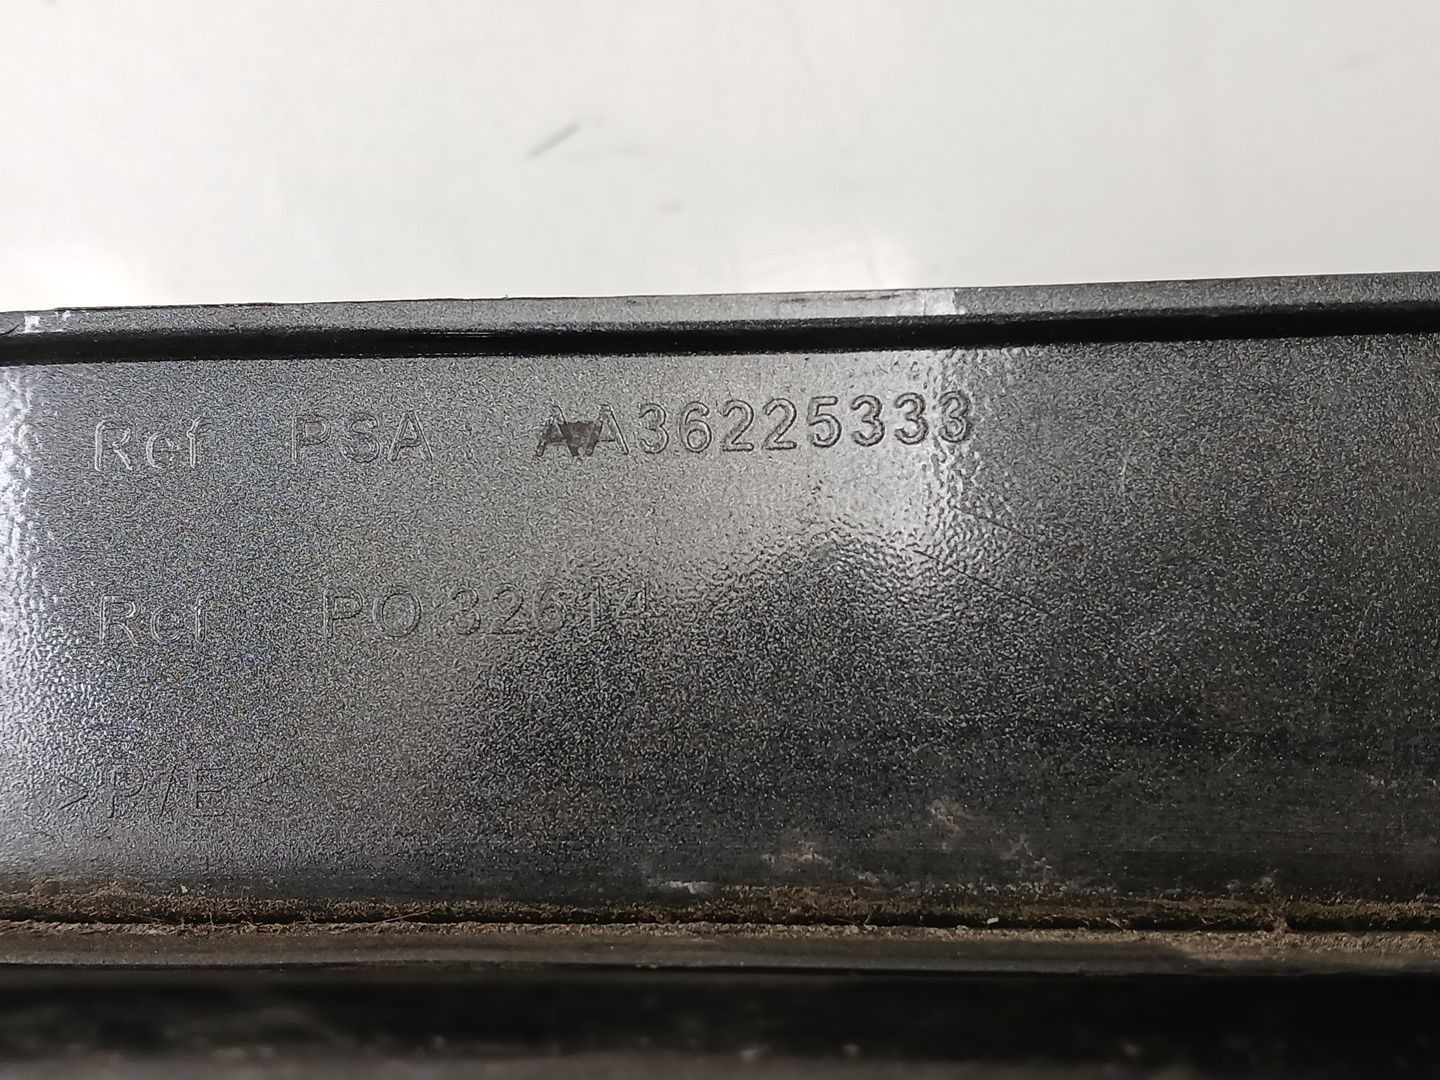 Ref PSA AA36225333
Ref PO 32614
>P/E<